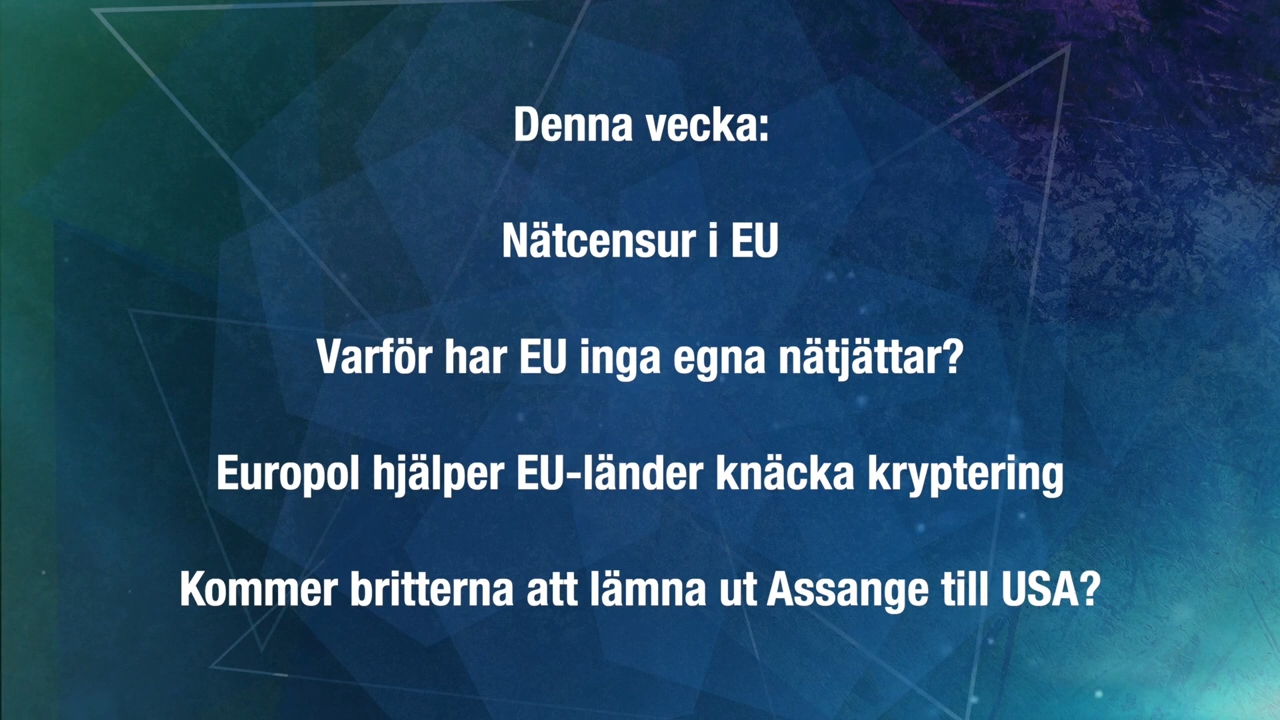 Denna vecka:
Nätcensur i EU
Varför har EU inga egna nätjättar?
Europol hjälper EU-länder knäcka kryptering
Kommer britterna att lämna ut Assange till USA?